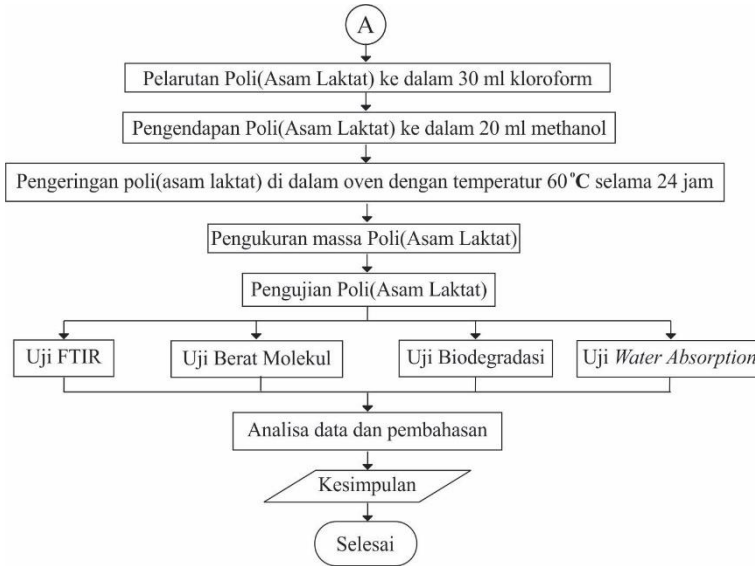 A
Pelarutan Poli(Asam Laktat) ke dalam 30 ml kloroform
Pengendapan Poli(Asam Laktat) ke dalam 20 ml methanol
Pengeringan poli(asam laktat) di dalam oven dengan temperatur 60°C selama 24 jam
Pengukuran massa Poli(Asam Laktat)
Pengujian Poli(Asam Laktat)
Uji FTIR
Uji Berat Molekul
Uji Biodegradasi
Uji Water Absorption
Analisa data dan pembahasan
Kesimpulan
Selesai